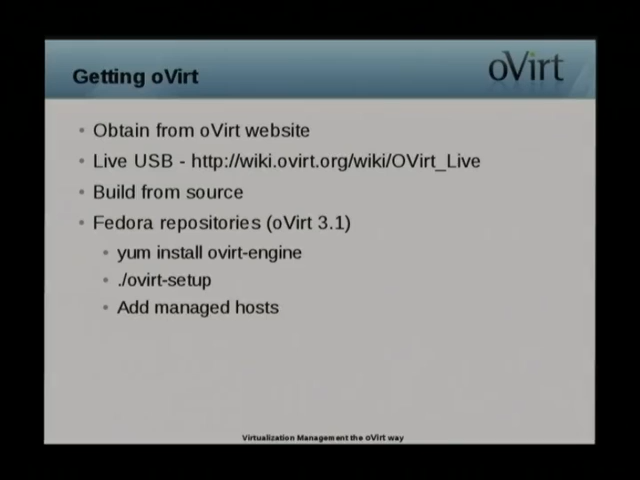 Getting oVirt
oVirt
• Obtain from oVirt website
• Live USB - http://wiki.ovirt.org/wiki/OVirt_Live
• Build from source
• Fedora repositories (oVirt 3.1)
• yum install ovirt-engine
• ./ovirt-setup
• Add managed hosts
Virtualization Management the oVirt way